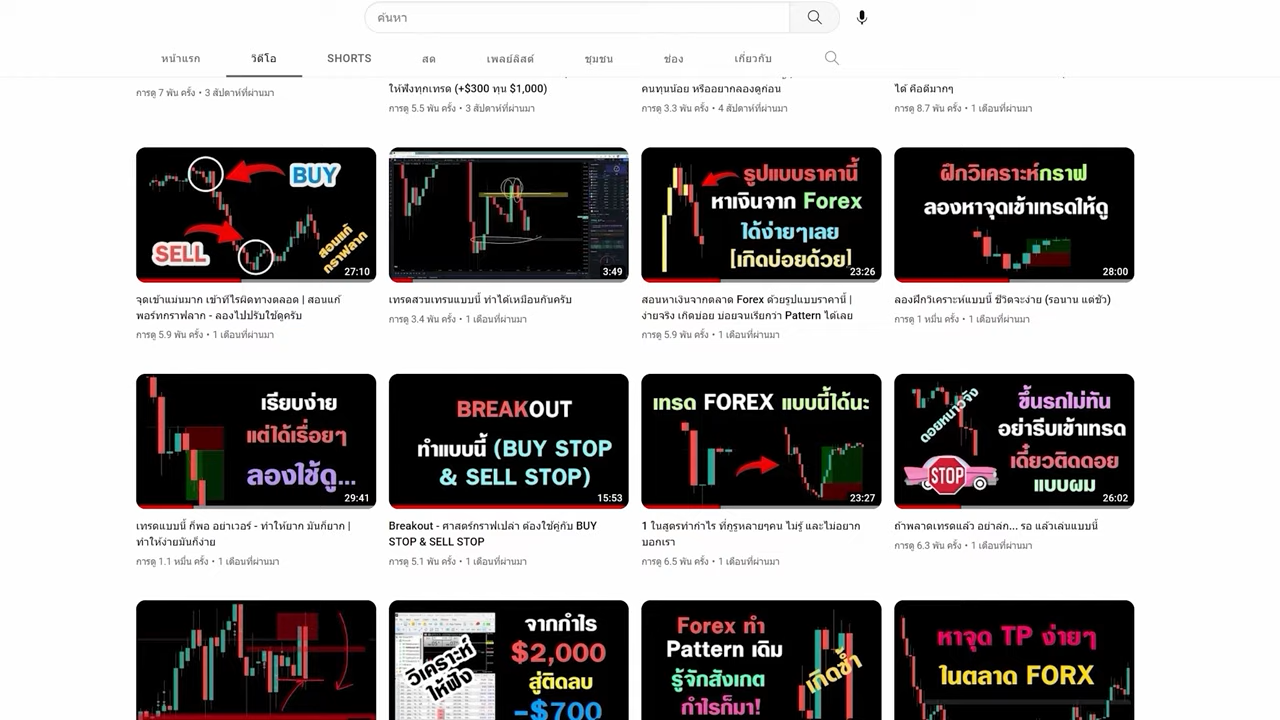 ค้นหา
หน้าแรก
วิดีโอ
SHORTS
สด
เพลย์ลิสต์
ชุมชน
ช่อง
เกี่ยวกับ
ให้ฟังทุกเทรด (+$300 ทุน $1,000)
คนทุนน้อย หรืออยากลองดูก่อน
ได้ คือดีมากๆ
การดู 7 พัน ครั้ง • 3 สัปดาห์ที่ผ่านมา
การดู 5.5 พัน ครั้ง • 3 สัปดาห์ที่ผ่านมา
การดู 3.3 พัน ครั้ง • 4 สัปดาห์ที่ผ่านมา
การดู 8.7 พัน ครั้ง • 1 เดือนที่ผ่านมา
BUY
SELL
สอนแก้
กราฟลาก
27:10
3:49
รูปแบบราคานี้
หาเงินจาก Forex
ได้ง่ายๆเลย
[เกิดบ่อยด้วย]
23:26
ฝึกวิเคราะห์กราฟ
ลองหาจุดเข้าเทรดให้ดู
28:00
จุดเข้าแม่นมาก เข้าทีไรผิดทางตลอด | สอนแก้
พอร์ทกราฟลาก - ลองไปปรับใช้ดูครับ
การดู 5.9 พัน ครั้ง • 1 เดือนที่ผ่านมา
เทรดสวนเทรนแบบนี้ ทำได้เหมือนกันครับ
การดู 3.4 พัน ครั้ง • 1 เดือนที่ผ่านมา
สอนหาเงินจากตลาด Forex ด้วยรูปแบบราคานี้ |
ง่ายจริง เกิดบ่อย บ่อยจนเรียกว่า Pattern ได้เลย
การดู 5.9 พัน ครั้ง • 1 เดือนที่ผ่านมา
ลองฝึกวิเคราะห์แบบนี้ ชีวิตจะง่าย (รอนาน แต่ชัว)
การดู 1 หมื่น ครั้ง • 1 เดือนที่ผ่านมา
เรียบง่าย
แต่ได้เรื่อยๆ
ลองใช้ดู...
29:41
BREAKOUT
ทำแบบนี้ (BUY STOP
& SELL STOP)
15:53
เทรด FOREX แบบนี้ได้นะ
23:27
ดอยหนาวจัง
STOP
ขึ้นรถไม่ทัน
อย่ารีบเข้าเทรด
เดี๋ยวติดดอย
แบบผม
26:02
เทรดแบบนี้ ก็พอ อย่าเวอร์ - ทำให้ยาก มันก็ยาก |
ทำให้ง่ายมันก็ง่าย
การดู 1.1 หมื่น ครั้ง • 1 เดือนที่ผ่านมา
Breakout - ศาสตร์กราฟเปล่า ต้องใช้คู่กับ BUY
STOP & SELL STOP
การดู 5.1 พัน ครั้ง • 1 เดือนที่ผ่านมา
1 ในสูตรทำกำไร ที่กูรูหลายๆคน ไม่รู้ และไม่อยาก
บอกเรา
การดู 6.5 พัน ครั้ง • 1 เดือนที่ผ่านมา
ถ้าพลาดเทรดแล้ว อย่าลัก... รอ แล้วเล่นแบบนี้
การดู 6.3 พัน ครั้ง • 1 เดือนที่ผ่านมา
วิเคราะห์
ให้ฟัง
จากกำไร
$2,000
สู่ติดลบ
-$700
Forex ทำ
Pattern เดิม
รู้จักสังเกต
กำไรก็มา!
เกิดซ้ำ
หาจุด TP ง่ายๆ
ในตลาด FORX